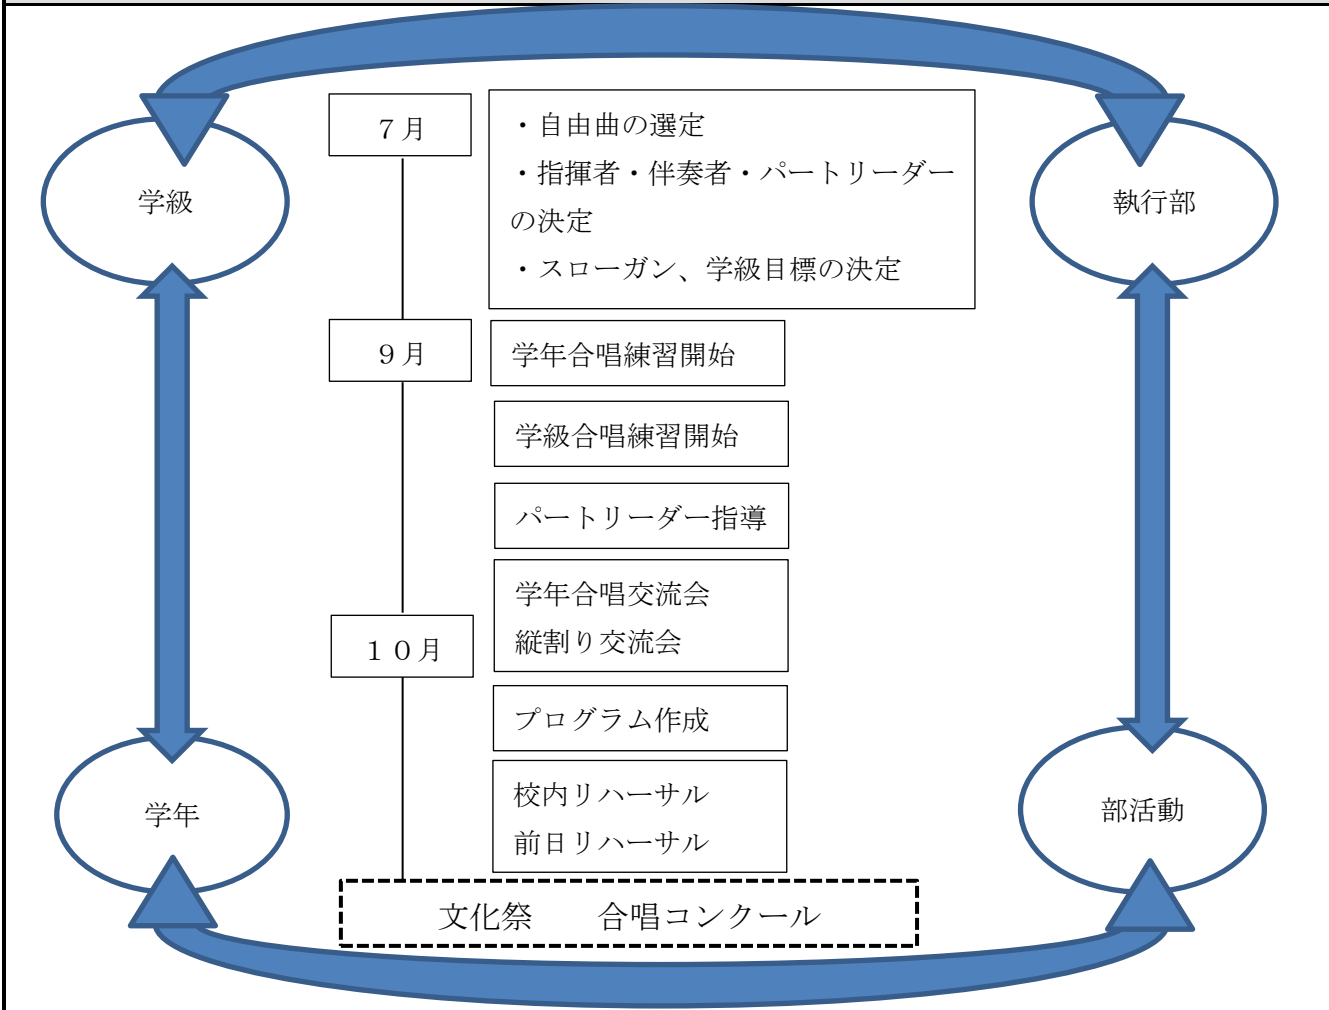 学級
執行部
７月
・自由曲の選定
・指揮者・伴奏者・パートリーダー
の決定
・スローガン、学級目標の決定
９月
学年合唱練習開始
学級合唱練習開始
パートリーダー指導
学年合唱交流会
縦割り交流会
１０月
プログラム作成
校内リハーサル
前日リハーサル
学年
部活動
文化祭　　合唱コンクール